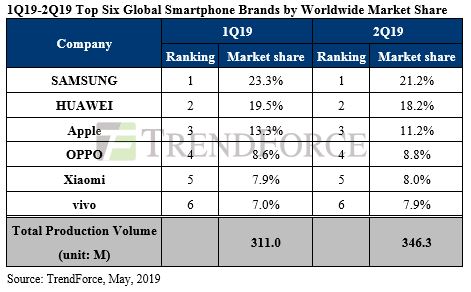 1Q19-2Q19 Top Six Global Smartphone Brands by Worldwide Market Share
Company 1Q19 2Q19
Ranking Market share Ranking Market share
SAMSUNG 1 23.3% 1 21.2%
HUAWEI 2 19.5% 2 18.2%
Apple 3 13.3% 3 11.2%
TRENDFORCE
OPPO 4 8.6% 4 8.8%
Xiaomi 5 7.9% 5 8.0%
vivo 6 7.0% 6 7.9%
Total Production Volume
(unit: M) 311.0 346.3
Source: TrendForce, May, 2019